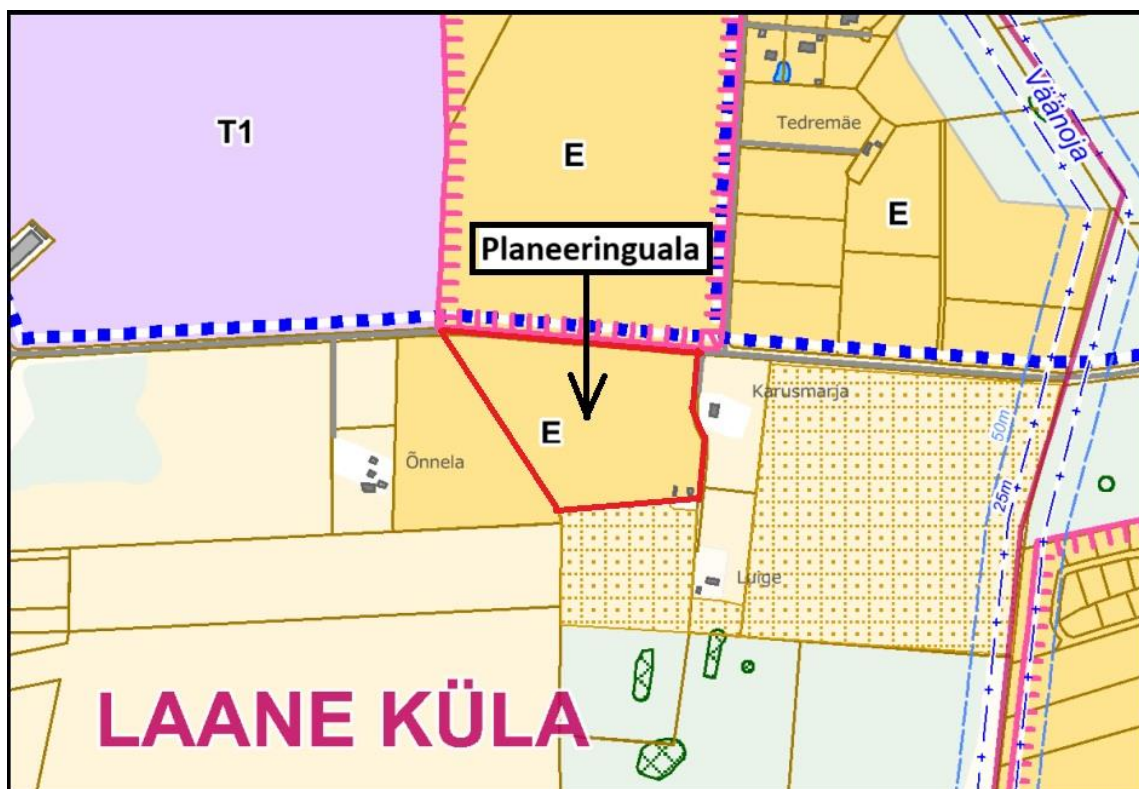 T1
E
Tedremäe
Väänoja
E
Planeeringuala
Karusmarja
E
Õnnela
50m
25m
Luige
LAANE KÜLA